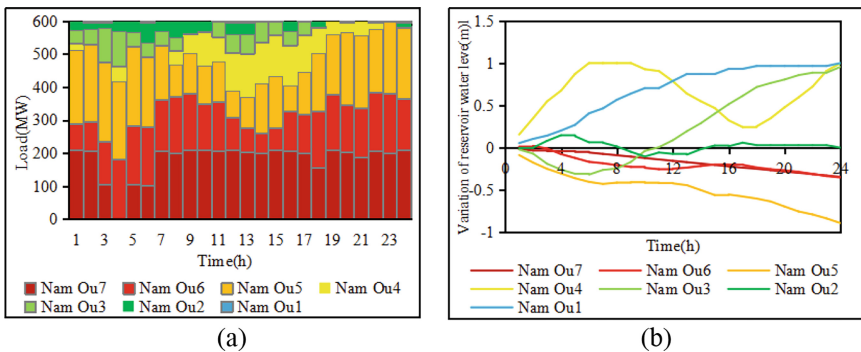 600
500
400
300
200
100
0
Load(MW)
1 3 5 7 9 11 13 15 17 19 21 23
Time(h)
Nam Ou7 Nam Ou6 Nam Ou5 Nam Ou4
Nam Ou3 Nam Ou2 Nam Ou1
(a)
1.5
1
0.5
0
-0.5
-1
Variation of reservoir water leve(m)l
0 4 8 12 16 20 24
Time(h)
Nam Ou7 Nam Ou6 Nam Ou5
Nam Ou4 Nam Ou3 Nam Ou2
Nam Ou1
(b)